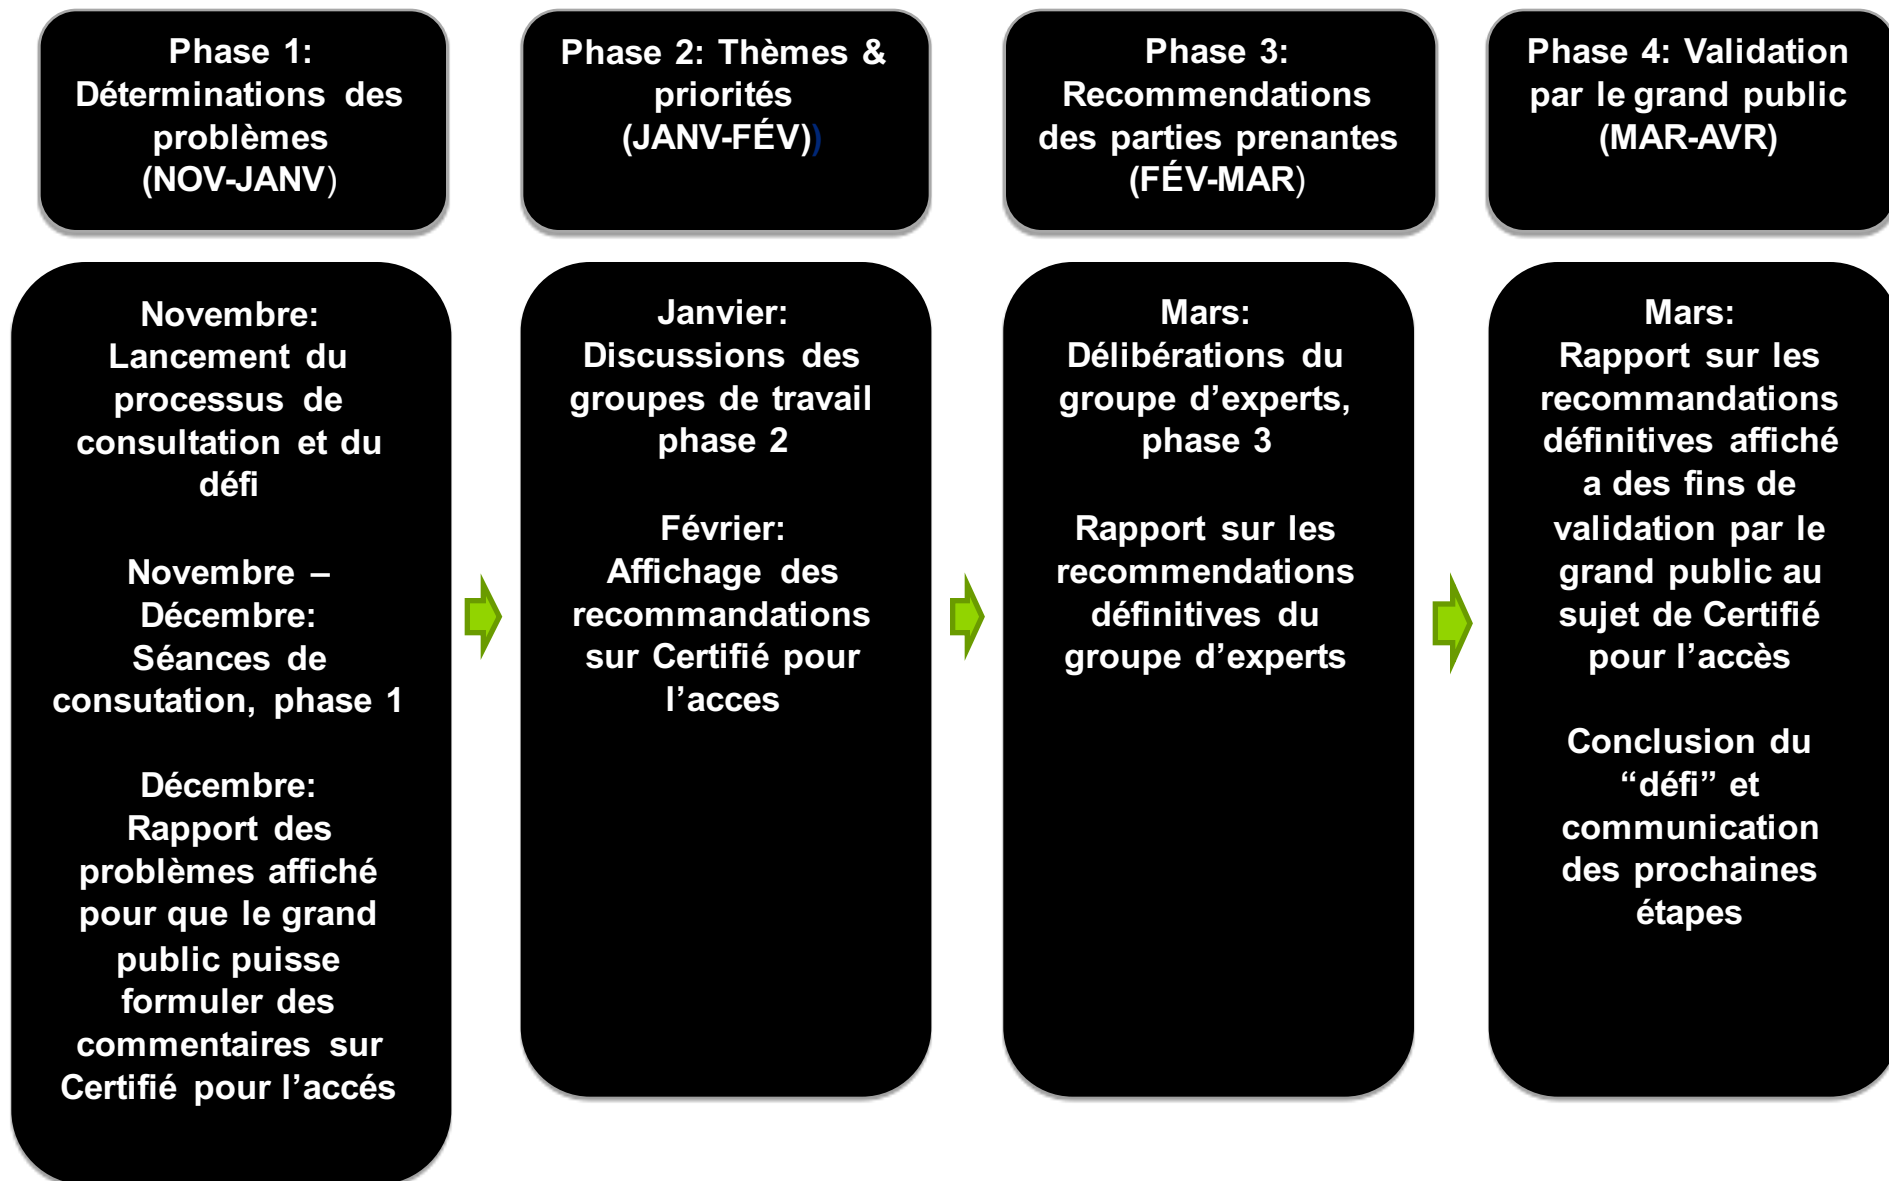 Phase 1:
Déterminations des
problèmes
(NOV-JANV)
Novembre:
Lancement du
processus de
consultation et du
défi
Novembre –
Décembre:
Séances de
consutation, phase 1
Décembre:
Rapport des
problèmes affiché
pour que le grand
public puisse
formuler des
commentaires sur
Certifié pour l’accés
Phase 2: Thèmes &
priorités
(JANV-FÉV))
Janvier:
Discussions des
groupes de travail
phase 2
Février:
Affichage des
recommandations
sur Certifié pour
l’acces
Phase 3:
Recommendations
des parties prenantes
(FÉV-MAR)
Mars:
Délibérations du
groupe d’experts,
phase 3
Rapport sur les
recommendations
définitives du
groupe d’experts
Phase 4: Validation
par le grand public
(MAR-AVR)
Mars:
Rapport sur les
recommandations
définitives affiché
a des fins de
validation par le
grand public au
sujet de Certifié
pour l’accès
Conclusion du
“défi” et
communication
des prochaines
étapes